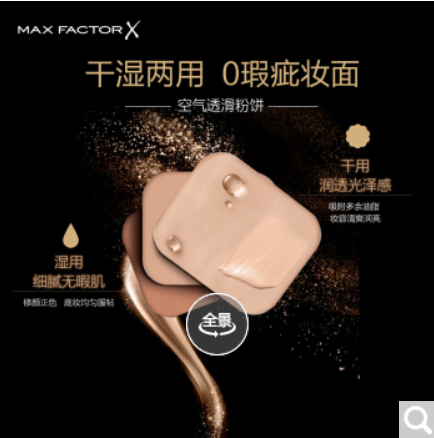 MAX FACTOR X
干湿两用 0瑕疵妆面
空气透滑粉饼
干用
润透光泽感
吸附多余油脂
妆容清爽润亮
湿用
细腻无暇肌
修颜正色 底妆均匀服帖
全景